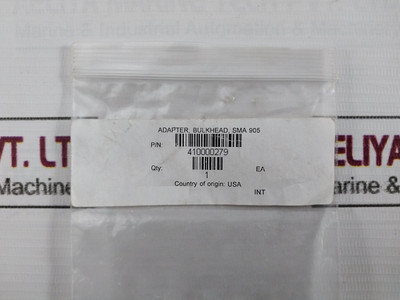 ADAPTER, BULKHEAD, SMA 905
P/N
410000279
Qty: EA
1
Country of origin: USA
INT
VT. LT
ELIYA
Machine
arine &